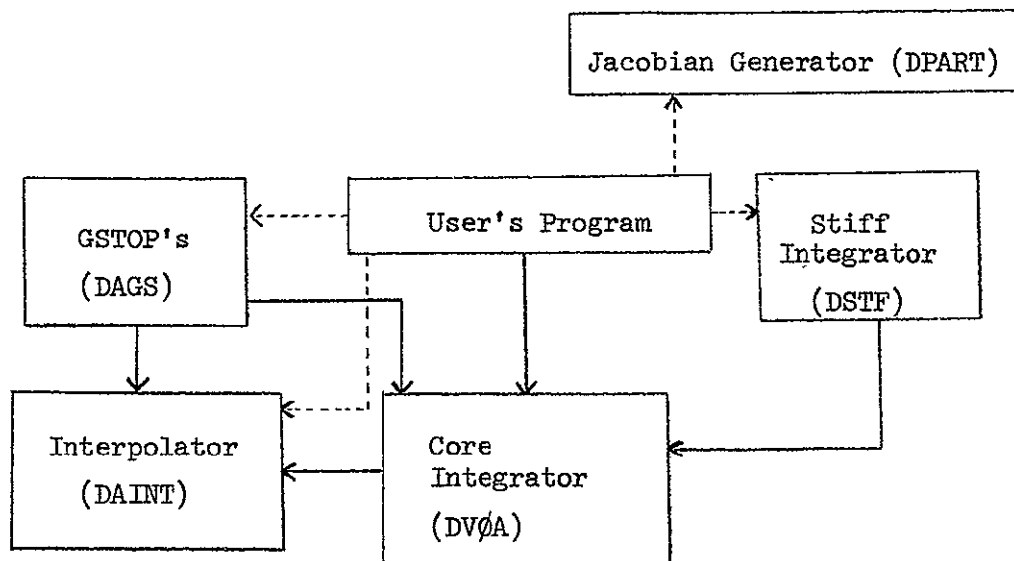 Jacobian Generator (DPART)
GSTOP's
(DAGS)
User's Program
Stiff
Integrator
(DSTF)
Interpolator
(DAINT)
Core
Integrator
(DVØA)